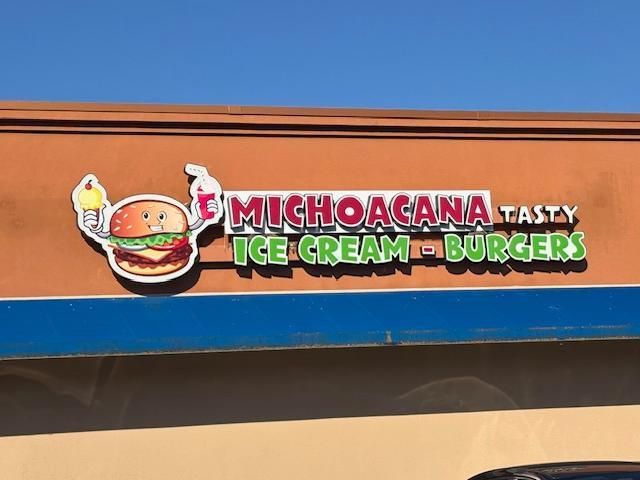 MICHOACANA TASTY
ICE CREAM - BURGERS